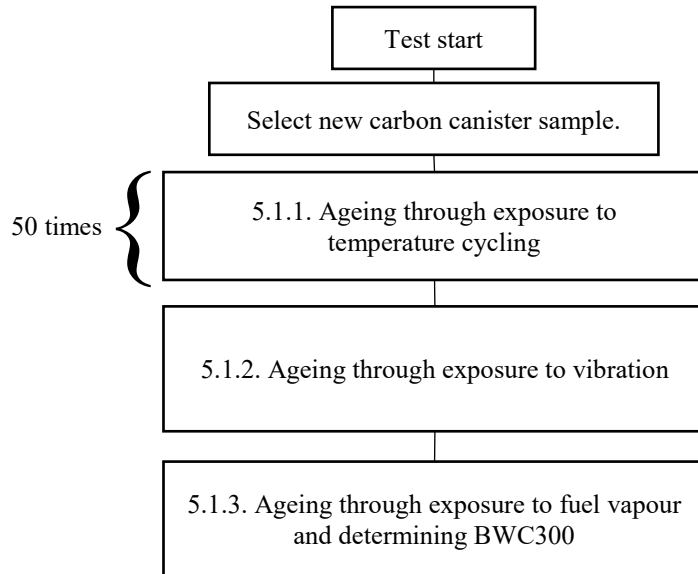 Test start
Select new carbon canister sample.
50 times
5.1.1. Ageing through exposure to
temperature cycling
5.1.2. Ageing through exposure to vibration
5.1.3. Ageing through exposure to fuel vapour
and determining BWC300